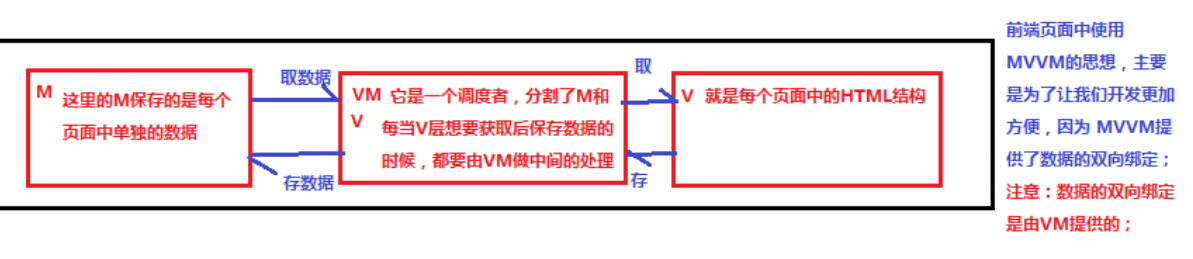 前端页面中使用
MVVM的思想，主要
是为了让我们开发更加
方便，因为 MVVM提
供了数据的双向绑定；
注意：数据的双向绑定
是由VM提供的；
M 这里的M保存的是每个
页面中单独的数据
取数据
存数据
VM 它是一个调度者，分割了M和
V 每当V层想要获取后保存数据的
时候，都要由VM做中间的处理
取
存
V 就是每个页面中的HTML结构